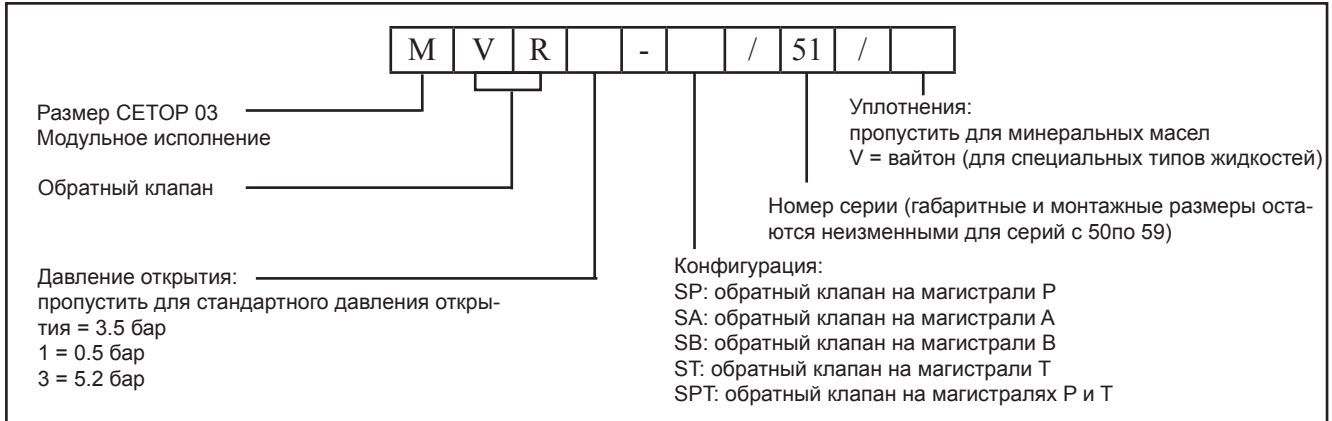 M V R - / 51 /
Размер CETOP 03
Модульное исполнение
Обратный клапан
Давление открытия:
пропустить для стандартного давления откры-
тия = 3.5 бар
1 = 0.5 бар
3 = 5.2 бар
Уплотнения:
пропустить для минеральных масел
V = вайтон (для специальных типов жидкостей)
Номер серии (габаритные и монтажные размеры оста-
ются неизменными для серий с 50по 59)
Конфигурация:
SP: обратный клапан на магистрали P
SA: обратный клапан на магистрали A
SB: обратный клапан на магистрали B
ST: обратный клапан на магистрали T
SPT: обратный клапан на магистралях P и T